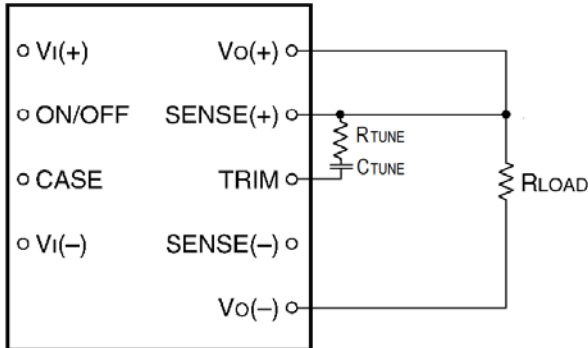 VI(+) VO(+)
ON/OFF SENSE(+)
RTUNE
CTUNE
CASE TRIM
RLOAD
VI(–) SENSE(–)
VO(–)